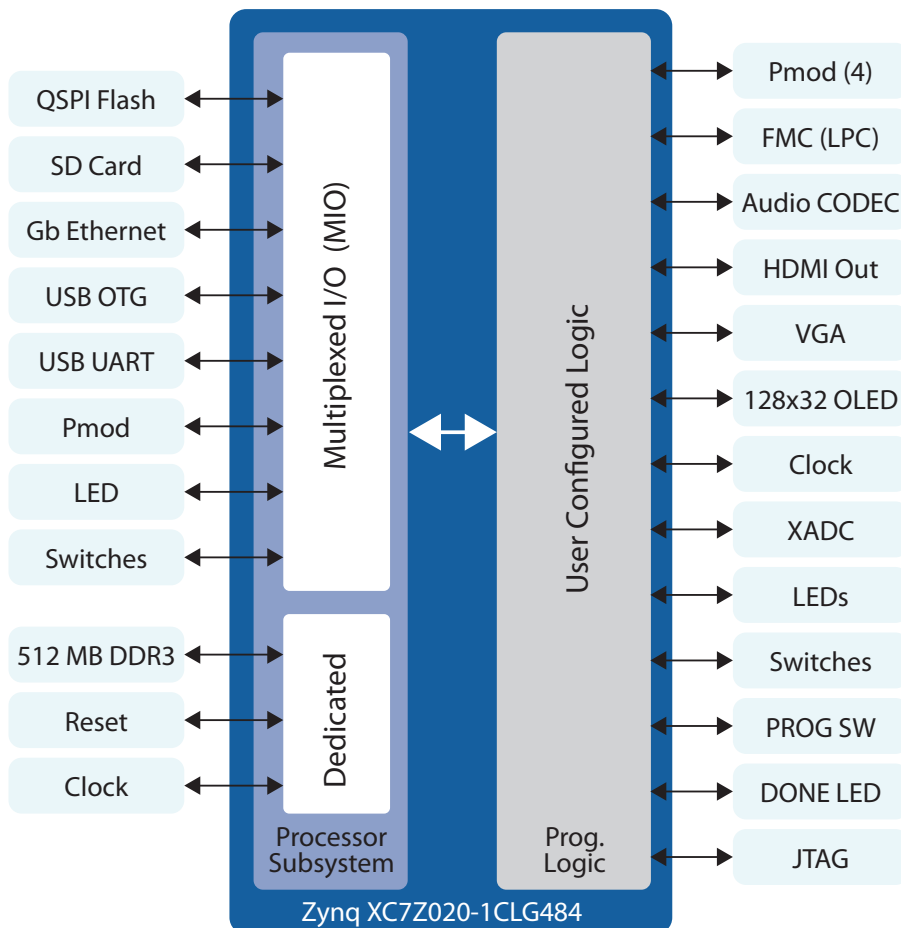 QSPI Flash
SD Card
Gb Ethernet
USB OTG
USB UART
Pmod
LED
Switches
512 MB DDR3
Reset
Clock
Multiplexed I/O (MIO)
Dedicated
Processor
Subsystem
User Configured Logic
Prog.
Logic
Pmod (4)
FMC (LPC)
Audio CODEC
HDMI Out
VGA
128x32 OLED
Clock
XADC
LEDs
Switches
PROG SW
DONE LED
JTAG
Zynq XC7Z020-1CLG484